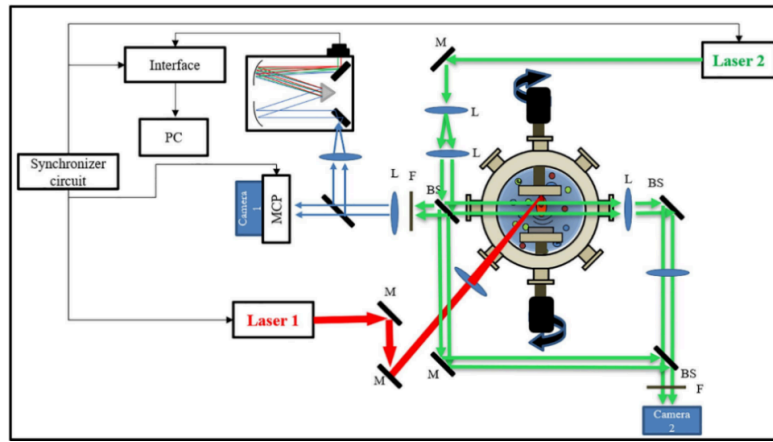 M
Laser 2
Interface
L
PC
L
Synchronizer
circuit
L
F
BS
L
BS
Camera
1
MCP
M
Laser 1
M
M
BS
F
Camera
2